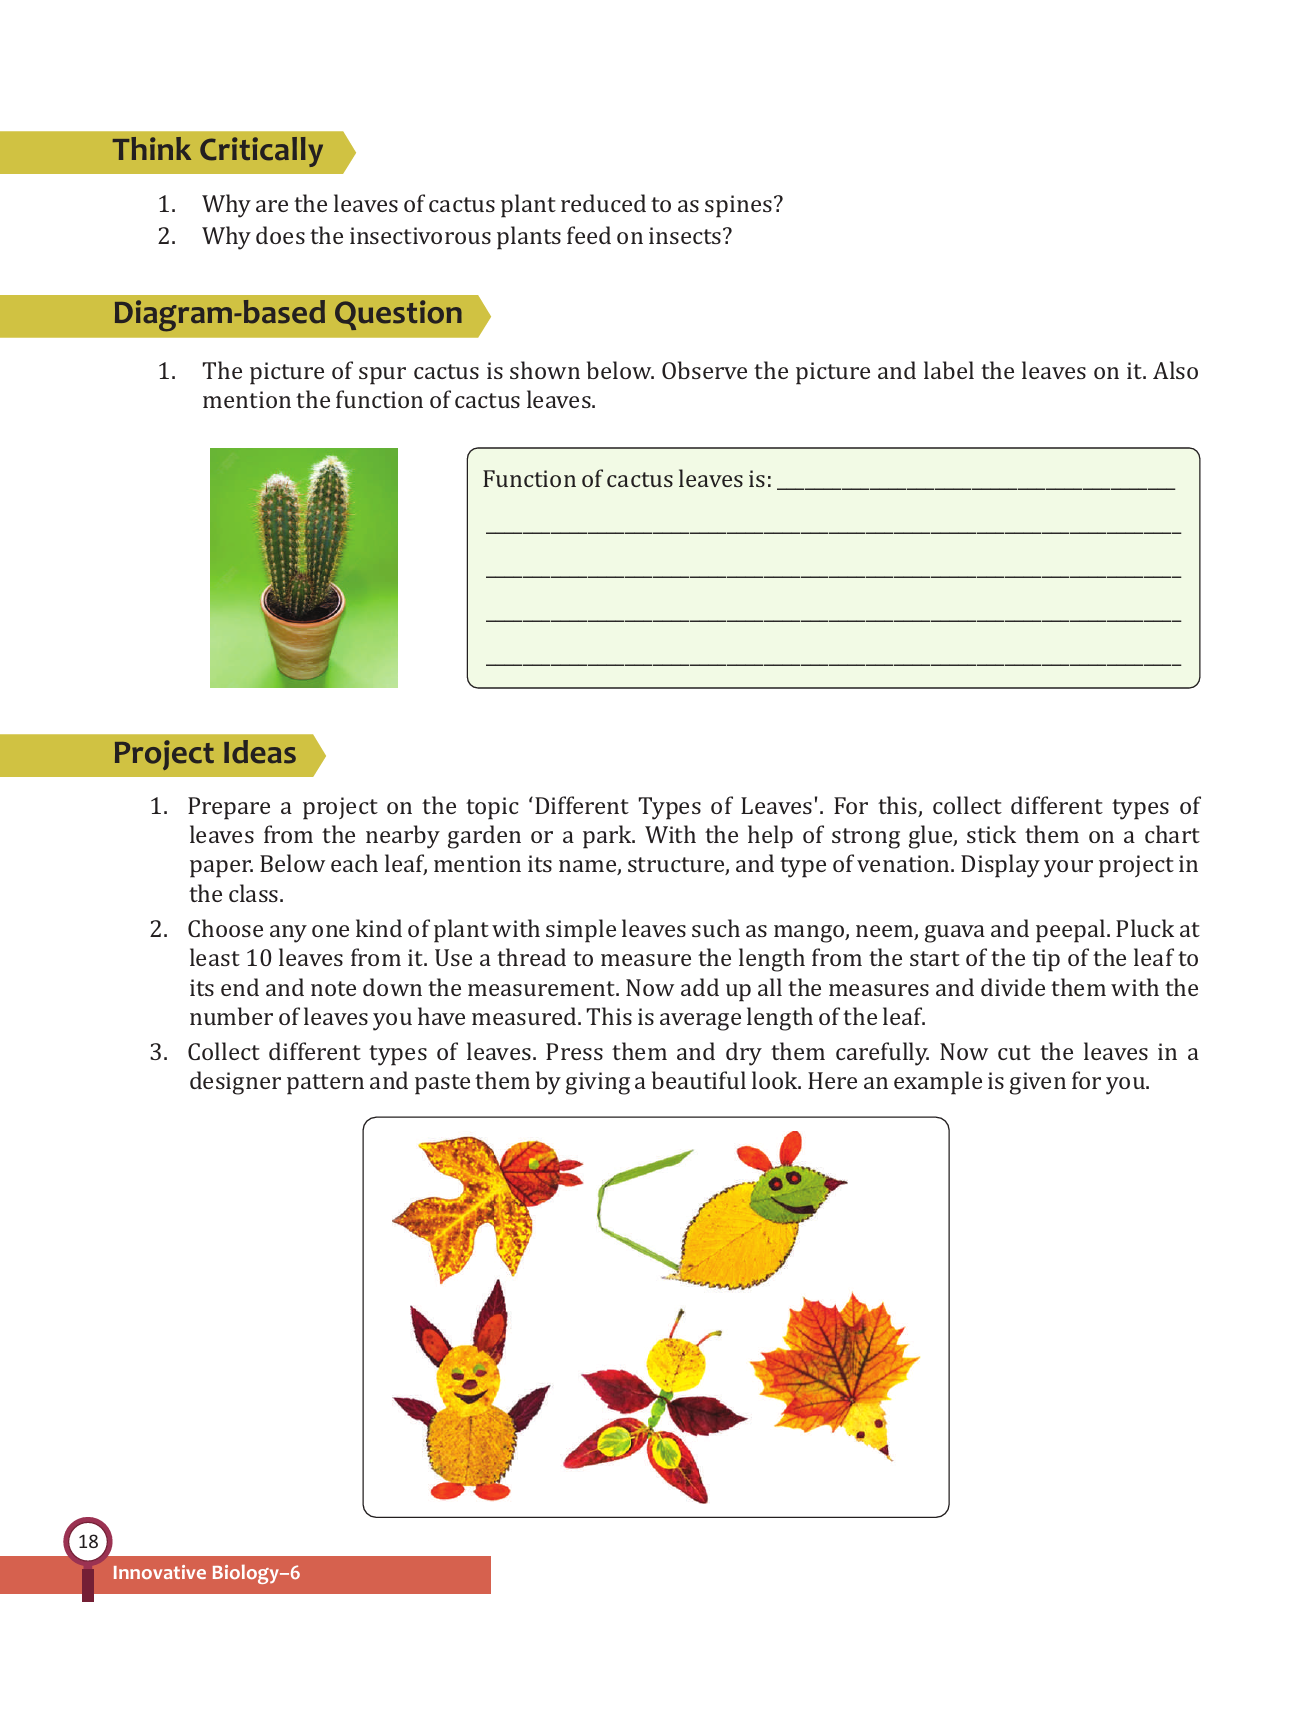 Think Critically
1. Why are the leaves of cactus plant reduced to as spines?
2. Why does the insectivorous plants feed on insects?
Diagram-based Question
1. The picture of spur cactus is shown below. Observe the picture and label the leaves on it. Also
mention the function of cactus leaves.
Function of cactus leaves is: ___________________________________________
___________________________________________________________________________
___________________________________________________________________________
___________________________________________________________________________
___________________________________________________________________________
Project Ideas
1. Prepare a project on the topic ‘Different Types of Leaves'. For this, collect different types of
leaves from the nearby garden or a park. With the help of strong glue, stick them on a chart
paper. Below each leaf, mention its name, structure, and type of venation. Display your project in
the class.
2. Choose any one kind of plant with simple leaves such as mango, neem, guava and peepal. Pluck at
least 10 leaves from it. Use a thread to measure the length from the start of the tip of the leaf to
its end and note down the measurement. Now add up all the measures and divide them with the
number of leaves you have measured. This is average length of the leaf.
3. Collect different types of leaves. Press them and dry them carefully. Now cut the leaves in a
designer pattern and paste them by giving a beautiful look. Here an example is given for you.
18
Innovative Biology–6